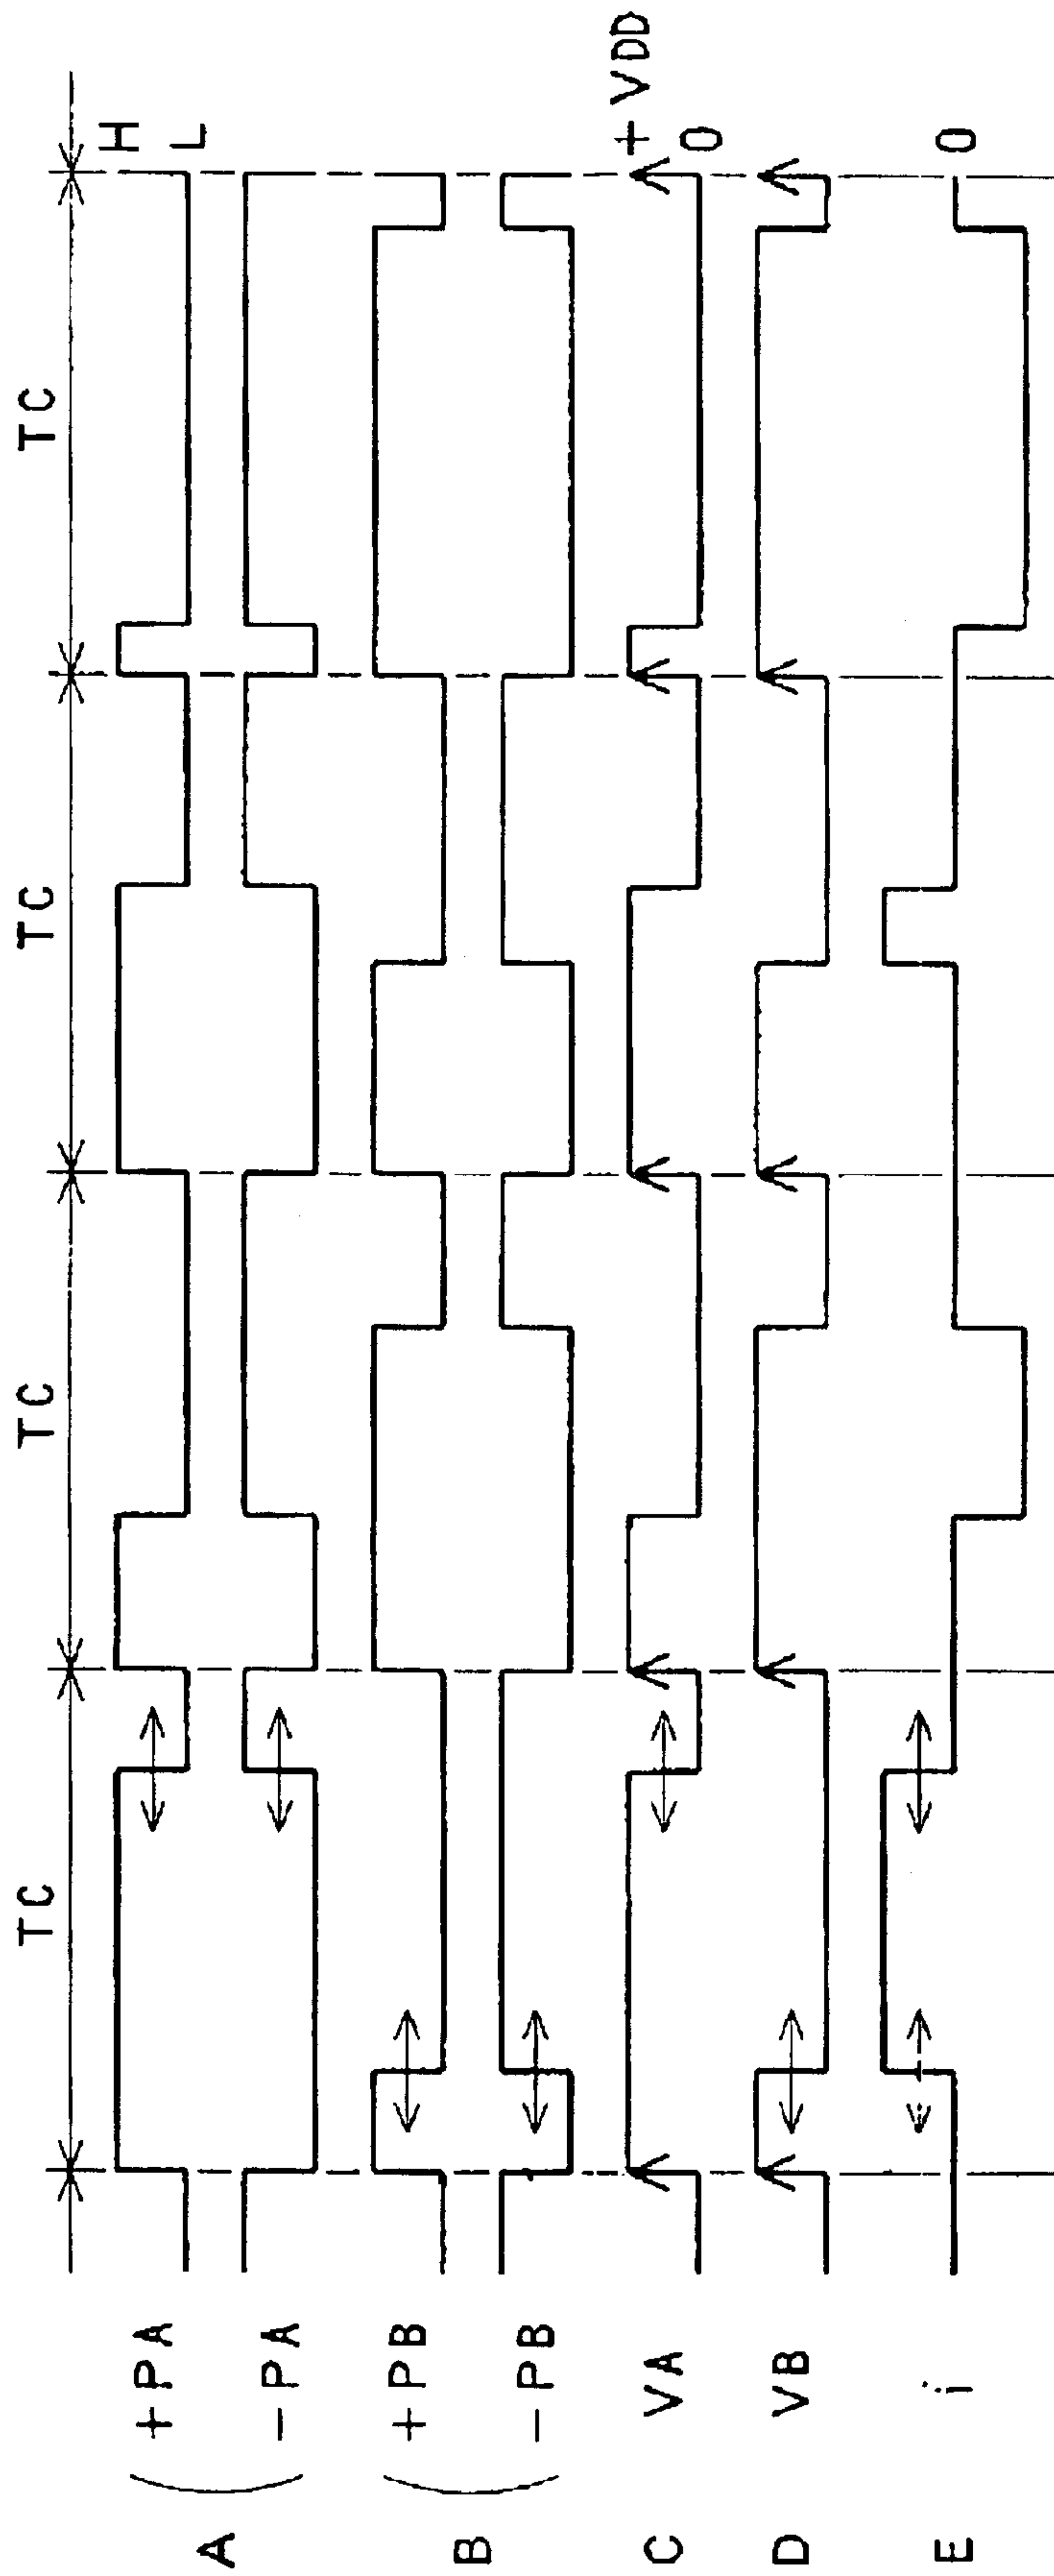 TC TC TC TC
A +PA H
L
-PA
B +PB
-PB
C VA +VDD
0
D VB
E i 0